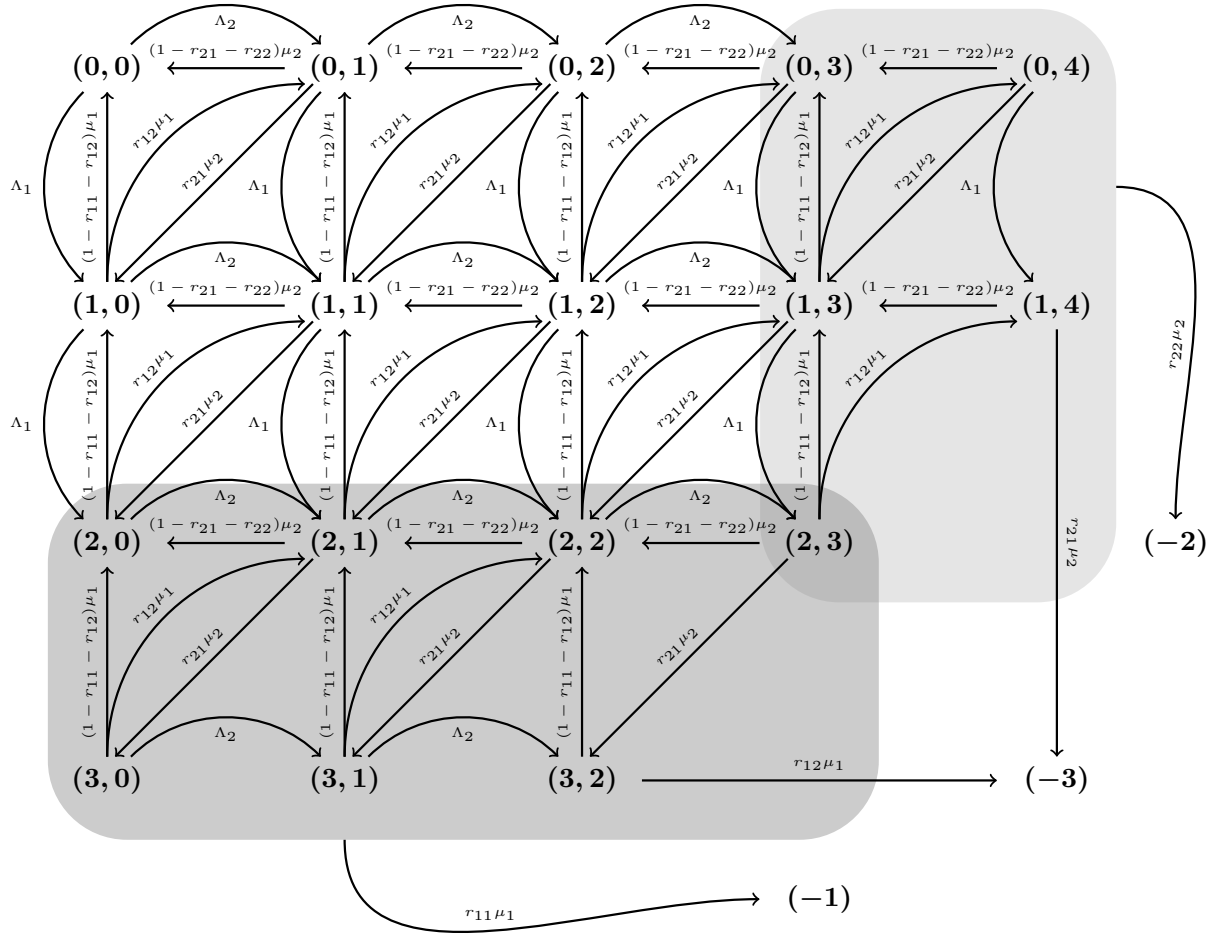 Λ₂ Λ₂ Λ₂
(0, 0) (1 − r₂₁ − r₂₂)μ₂ (0, 1) (1 − r₂₁ − r₂₂)μ₂ (0, 2) (1 − r₂₁ − r₂₂)μ₂ (0, 3) (1 − r₂₁ − r₂₂)μ₂ (0, 4)
Λ₁ (1 − r₁₁ − r₁₂)μ₁ r₁₂μ₁ r₂₁μ₂ Λ₁ (1 − r₁₁ − r₁₂)μ₁ r₁₂μ₁ r₂₁μ₂ Λ₁ (1 − r₁₁ − r₁₂)μ₁ r₁₂μ₁ r₂₁μ₂ Λ₁ (1 − r₁₁ − r₁₂)μ₁ r₁₂μ₁ r₂₁μ₂ Λ₁
Λ₂ Λ₂ Λ₂
(1, 0) (1 − r₂₁ − r₂₂)μ₂ (1, 1) (1 − r₂₁ − r₂₂)μ₂ (1, 2) (1 − r₂₁ − r₂₂)μ₂ (1, 3) (1 − r₂₁ − r₂₂)μ₂ (1, 4)
r₂₂μ₂
Λ₁ (1 − r₁₁ − r₁₂)μ₁ r₁₂μ₁ r₂₁μ₂ Λ₁ (1 − r₁₁ − r₁₂)μ₁ r₁₂μ₁ r₂₁μ₂ Λ₁ (1 − r₁₁ − r₁₂)μ₁ r₁₂μ₁ r₂₁μ₂ Λ₁ (1 − r₁₁ − r₁₂)μ₁ r₁₂μ₁
Λ₂ Λ₂ Λ₂
(2, 0) (1 − r₂₁ − r₂₂)μ₂ (2, 1) (1 − r₂₁ − r₂₂)μ₂ (2, 2) (1 − r₂₁ − r₂₂)μ₂ (2, 3) r₂₁μ₂ (−2)
(1 − r₁₁ − r₁₂)μ₁ r₁₂μ₁ r₂₁μ₂ (1 − r₁₁ − r₁₂)μ₁ r₁₂μ₁ r₂₁μ₂ (1 − r₁₁ − r₁₂)μ₁ r₂₁μ₂
Λ₂ Λ₂
(3, 0) (3, 1) (3, 2) r₁₂μ₁ (−3)
r₁₁μ₁ (−1)